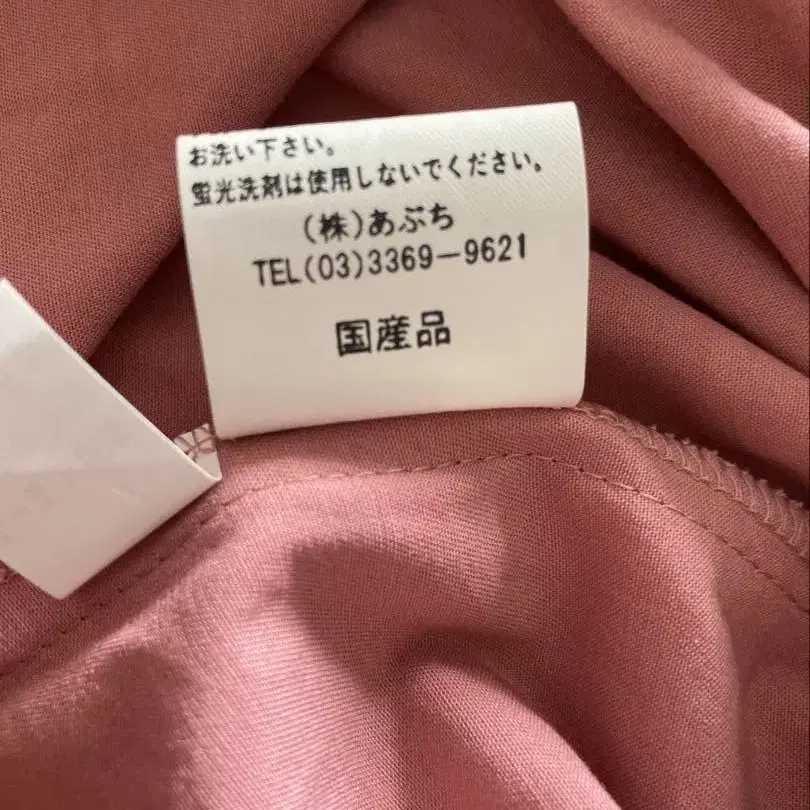 お洗い下さい。
蛍光洗剤は使用しないでください。
(株)あぷち
TEL(03)3369-9621
国産品